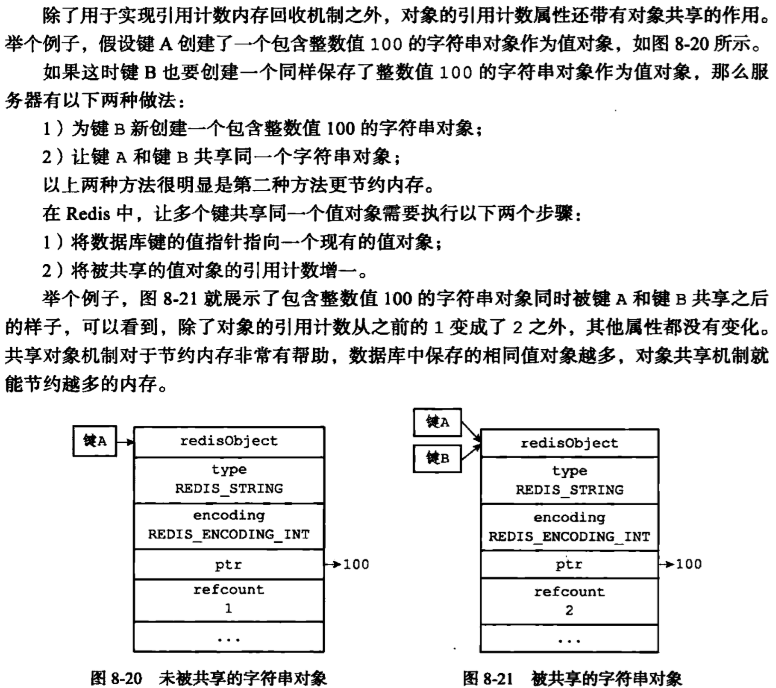 除了用于实现引用计数内存回收机制之外，对象的引用计数属性还带有对象共享的作用。
举个例子，假设键 A 创建了一个包含整数值 100 的字符串对象作为值对象，如图 8-20 所示。
如果这时键 B 也要创建一个同样保存了整数值 100 的字符串对象作为值对象，那么服
务器有以下两种做法：
1）为键 B 新创建一个包含整数值 100 的字符串对象；
2）让键 A 和键 B 共享同一个字符串对象；
以上两种方法很明显是第二种方法更节约内存。
在 Redis 中，让多个键共享同一个值对象需要执行以下两个步骤：
1）将数据库键的值指针指向一个现有的值对象；
2）将被共享的值对象的引用计数增一。
举个例子，图 8-21 就展示了包含整数值 100 的字符串对象同时被键 A 和键 B 共享之后
的样子，可以看到，除了对象的引用计数从之前的 1 变成了 2 之外，其他属性都没有变化。
共享对象机制对于节约内存非常有帮助，数据库中保存的相同值对象越多，对象共享机制就
能节约越多的内存。
键A
redisObject
type
REDIS_STRING
encoding
REDIS_ENCODING_INT
ptr
100
refcount
1
...
图 8-20 未被共享的字符串对象
键A
键B
redisObject
type
REDIS_STRING
encoding
REDIS_ENCODING_INT
ptr
100
refcount
2
...
图 8-21 被共享的字符串对象